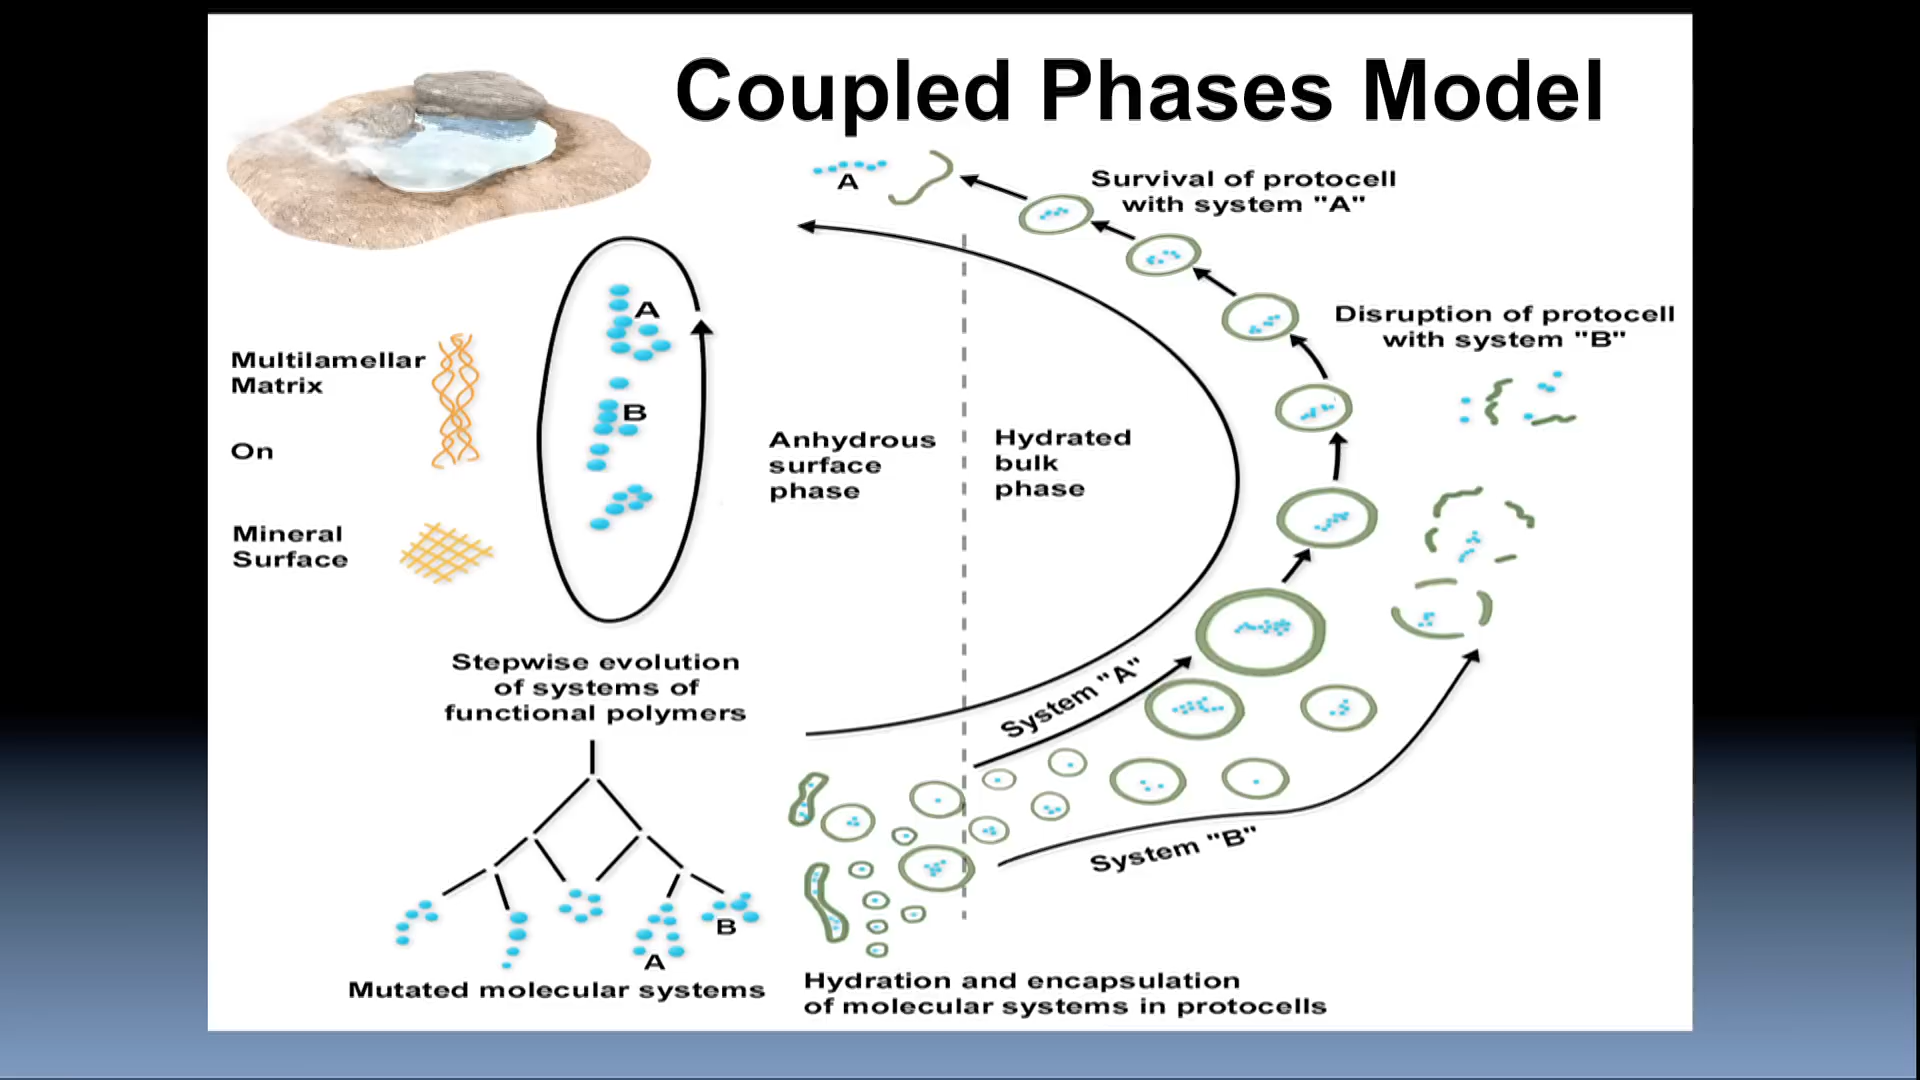 Coupled Phases Model
A
Survival of protocell
with system "A"
Disruption of protocell
with system "B"
A
B
Multilamellar
Matrix
On
Mineral
Surface
Anhydrous
surface
phase
Hydrated
bulk
phase
Stepwise evolution
of systems of
functional polymers
System "A"
System "B"
B
A
Mutated molecular systems
Hydration and encapsulation
of molecular systems in protocells